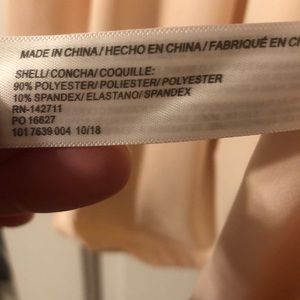 MADE IN CHINA/ HECHO EN CHINA/ FABRIQUÉ EN
SHELL/ CONCHA/ COQUILLE:
90% POLYESTER/ POLIESTER/ POLYESTER
10% SPANDEX/ ELASTANO/ SPANDEX
RN-142711
PO 16627
101 7639 004 10/18